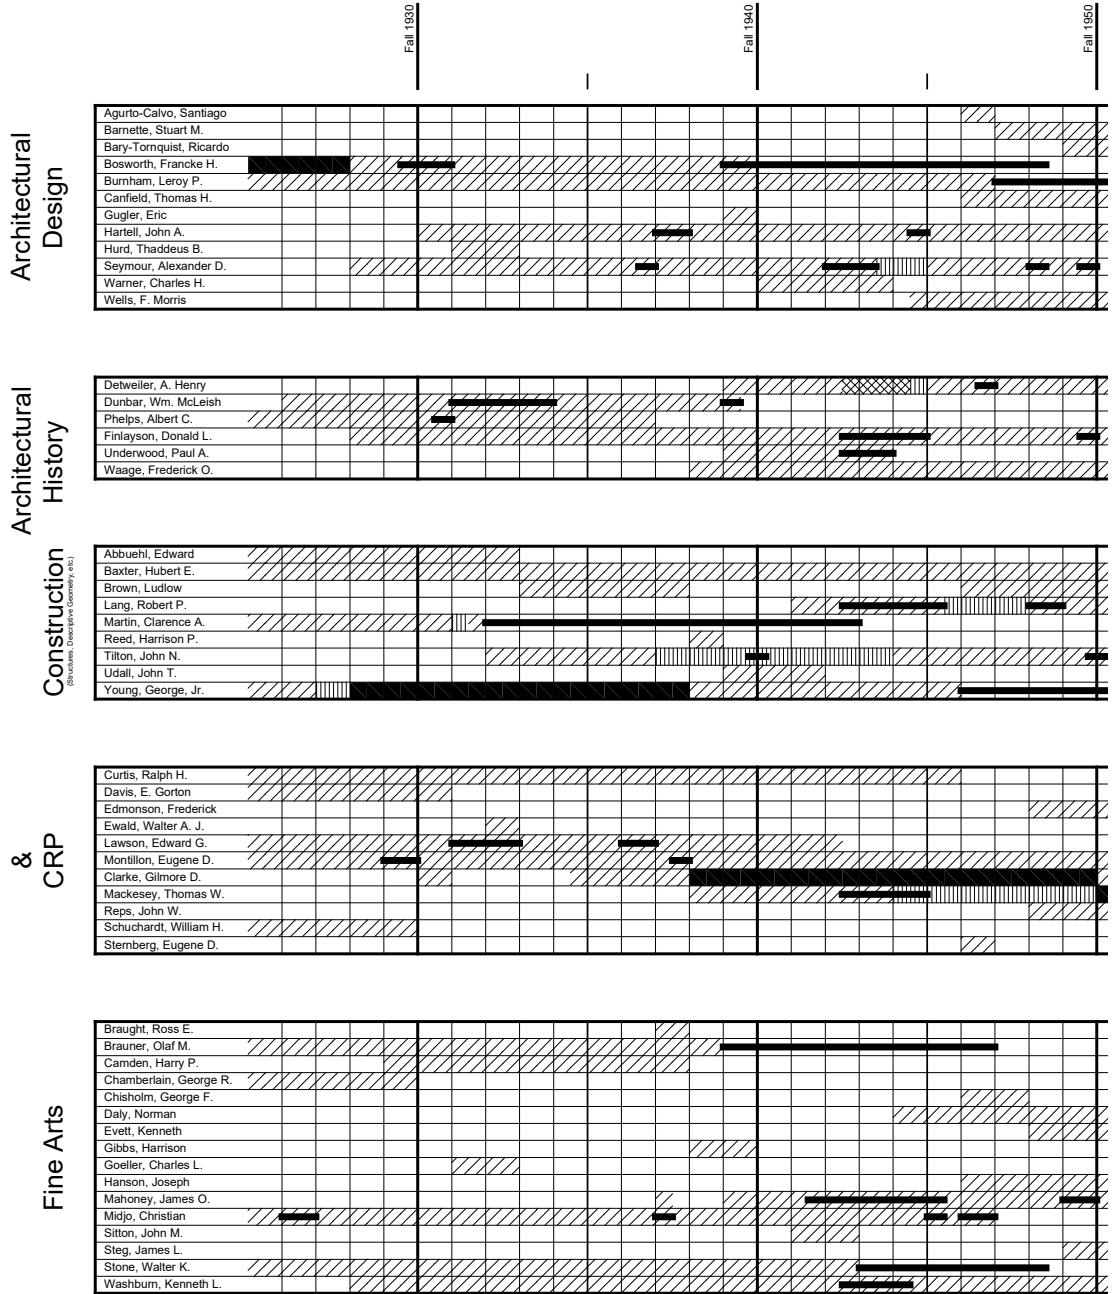 Fall 1930
Fall 1940
Fall 1950
Architectural
Design
Agurto-Calvo, Santiago
Barnette, Stuart M.
Bary-Tornquist, Ricardo
Bosworth, Francke H.
Burnham, Leroy P.
Canfield, Thomas H.
Gugler, Eric
Hartell, John A.
Hurd, Thaddeus B.
Seymour, Alexander D.
Warner, Charles H.
Wells, F. Morris
Architectural
History
Detweiler, A. Henry
Dunbar, Wm. McLeish
Phelps, Albert C.
Finlayson, Donald L.
Underwood, Paul A.
Waage, Frederick O.
Construction
(Structures, Descriptive Geometry, etc.)
Abbuehl, Edward
Baxter, Hubert E.
Brown, Ludlow
Lang, Robert P.
Martin, Clarence A.
Reed, Harrison P.
Tilton, John N.
Udall, John T.
Young, George, Jr.
&
CRP
Curtis, Ralph H.
Davis, E. Gorton
Edmonson, Frederick
Ewald, Walter A. J.
Lawson, Edward G.
Montillon, Eugene D.
Clarke, Gilmore D.
Mackesey, Thomas W.
Reps, John W.
Schuchardt, William H.
Sternberg, Eugene D.
Fine Arts
Braught, Ross E.
Brauner, Olaf M.
Camden, Harry P.
Chamberlain, George R.
Chisholm, George F.
Daly, Norman
Evett, Kenneth
Gibbs, Harrison
Goeller, Charles L.
Hanson, Joseph
Mahoney, James O.
Midjo, Christian
Sitton, John M.
Steg, James L.
Stone, Walter K.
Washburn, Kenneth L.